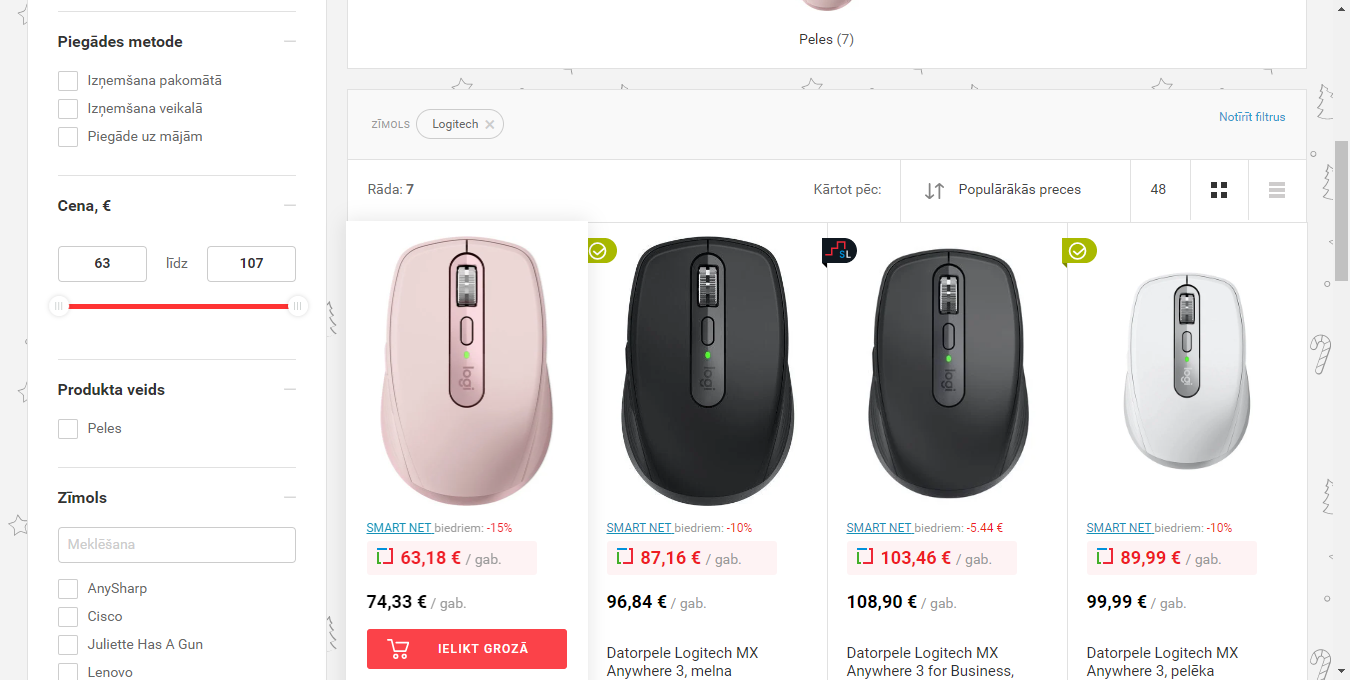 Piegādes metode
Izņemšana pakomātā
Izņemšana veikalā
Piegāde uz mājām
Cena, €
63 līdz 107
Produkta veids
Peles
Zīmols
Meklēšana
AnySharp
Cisco
Juliette Has A Gun
Lenovo
Peles (7)
ZĪMOLS Logitech
Notīrīt filtrus
Rāda: 7
Kārtot pēc: Populārākās preces 48
logi
SMART NET biedriem: -15%
63,18 € / gab.
74,33 € / gab.
IELIKT GROZĀ
logi
SMART NET biedriem: -10%
87,16 € / gab.
96,84 € / gab.
Datorpele Logitech MX
Anywhere 3, melna
SL
logi
SMART NET biedriem: -5.44 €
103,46 € / gab.
108,90 € / gab.
Datorpele Logitech MX
Anywhere 3 for Business,
logi
SMART NET biedriem: -10%
89,99 € / gab.
99,99 € / gab.
Datorpele Logitech MX
Anywhere 3, pelēka